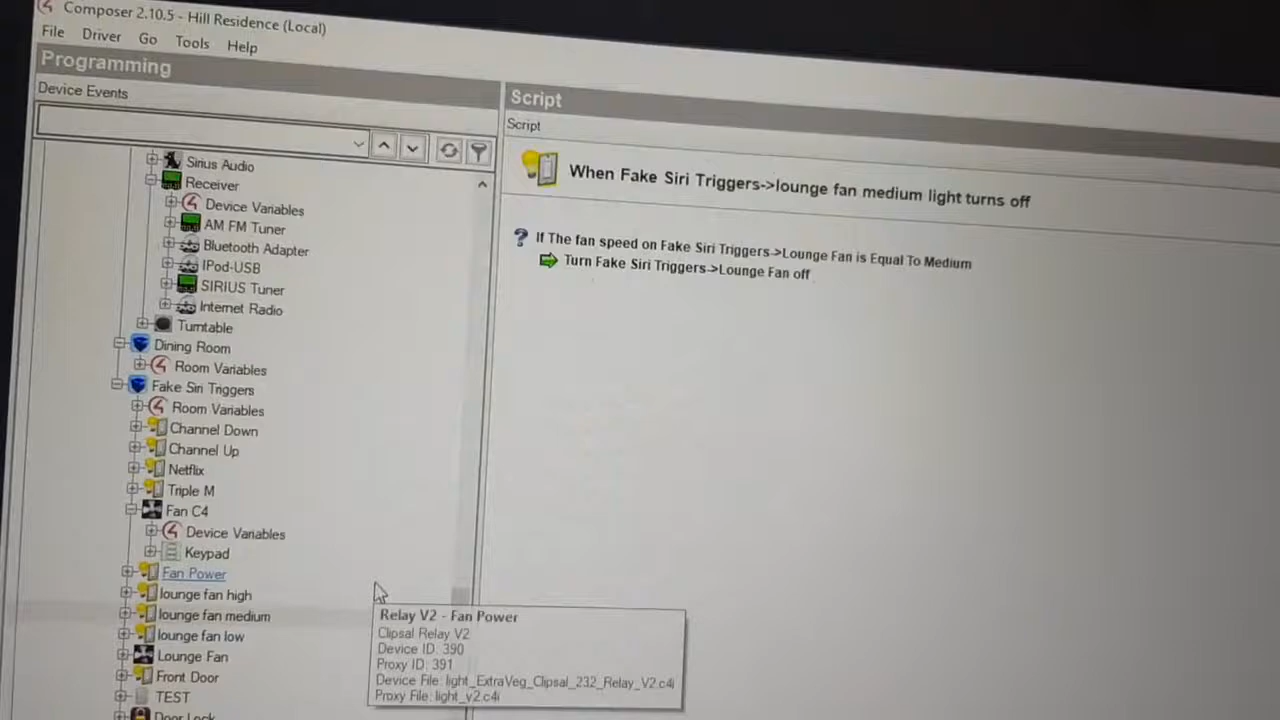 Composer 2.10.5 - Hill Residence (Local)
File Driver Go Tools Help
Programming
Device Events
Sirius Audio
Receiver
Device Variables
AM FM Tuner
Bluetooth Adapter
IPod-USB
SIRIUS Tuner
Internet Radio
Turntable
Dining Room
Room Variables
Fake Siri Triggers
Room Variables
Channel Down
Channel Up
Netflix
Triple M
Fan C4
Device Variables
Keypad
Fan Power
lounge fan high
lounge fan medium
lounge fan low
Lounge Fan
Front Door
TEST
Door Lock
Script
Script
When Fake Siri Triggers->lounge fan medium light turns off
If The fan speed on Fake Siri Triggers->Lounge Fan is Equal To Medium
Turn Fake Siri Triggers->Lounge Fan off
Relay V2 - Fan Power
Clipsal Relay V2
Device ID: 390
Proxy ID: 391
Device File: light_ExtraVeg_Clipsal_232_Relay_V2.c4i
Proxy File: light_v2.c4i